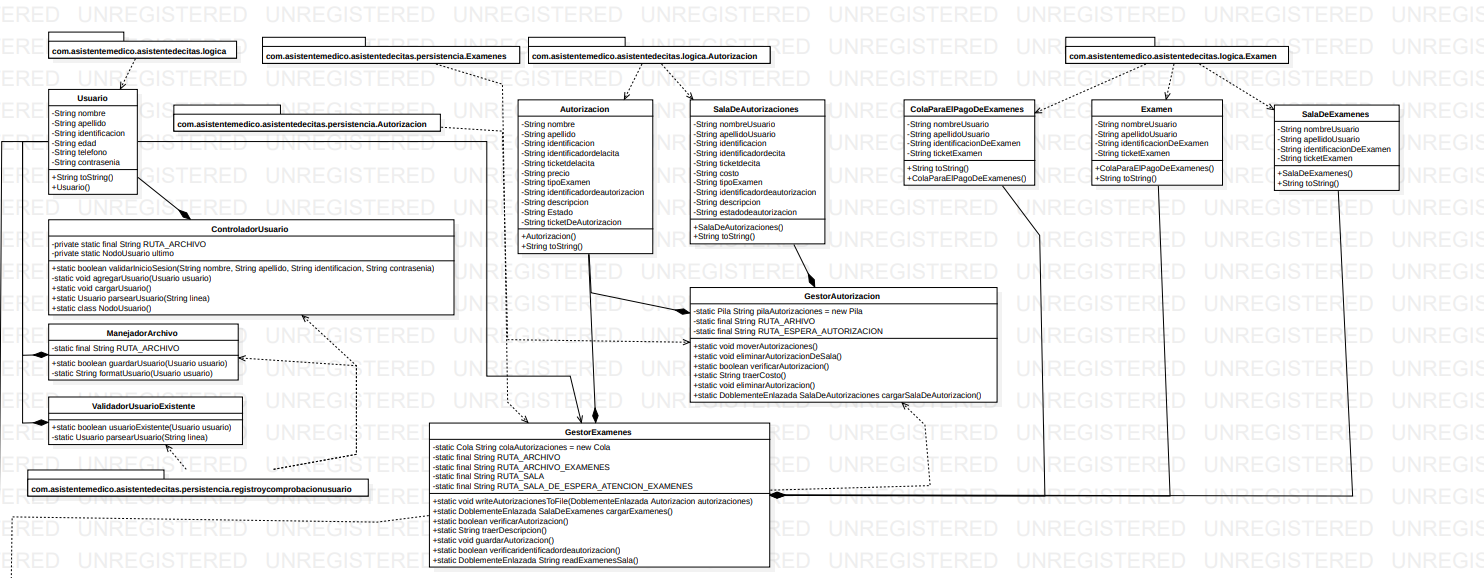 com.asistentemedico.asistentedecitas.logica
com.asistentemedico.asistentedecitas.persistencia.Examenes
com.asistentemedico.asistentedecitas.logica.Autorizacion
com.asistentemedico.asistentedecitas.logica.Examen
Usuario
-String nombre
-String apellido
-String identificacion
-String edad
-String telefono
-String contrasenia
+String toString()
+Usuario()
com.asistentemedico.asistentedecitas.persistencia.Autorizacion
Autorizacion
-String nombre
-String apellido
-String identificacion
-String identificadordelacita
-String ticketdelacita
-String precio
-String tipoExamen
-String identificadordeautorizacion
-String descripcion
-String Estado
-String ticketDeAutorizacion
+Autorizacion()
+String toString()
SalaDeAutorizaciones
-String nombreUsuario
-String apellidoUsuario
-String identificacion
-String identificadordecita
-String ticketdecita
-String costo
-String tipoExamen
-String identificadordeautorizacion
-String descripcion
-String estadodeautorizacion
+SalaDeAutorizaciones()
+String toString()
ColaParaElPagoDeExamenes
-String nombreUsuario
-String apellidoUsuario
-String identificacionDeExamen
-String ticketExamen
+String toString()
+ColaParaElPagoDeExamenes()
Examen
-String nombreUsuario
-String apellidoUsuario
-String identificacionDeExamen
-String ticketExamen
+ColaParaElPagoDeExamenes()
+String toString()
SalaDeExamenes
-String nombreUsuario
-String apellidoUsuario
-String identificacionDeExamen
-String ticketExamen
+SalaDeExamenes()
+String toString()
ControladorUsuario
-private static final String RUTA_ARCHIVO
-private static NodoUsuario ultimo
+static boolean validarInicioSesion(String nombre, String apellido, String identificacion, String contrasenia)
-static void agregarUsuario(Usuario usuario)
+static void cargarUsuario()
+static Usuario parsearUsuario(String linea)
+static class NodoUsuario()
GestorAutorizacion
-static Pila String pilaAutorizaciones = new Pila
-static final String RUTA_ARHIVO
-static final String RUTA_ESPERA_AUTORIZACION
+static void moverAutorizaciones()
+static void eliminarAutorizacionDeSala()
+static boolean verificarAutorizacion()
+static String traerCosto()
+static void eliminarAutorizacion()
+static DoblementeEnlazada SalaDeAutorizaciones cargarSalaDeAutorizacion()
ManejadorArchivo
-static final String RUTA_ARCHIVO
+static boolean guardarUsuario(Usuario usuario)
-static String formatUsuario(Usuario usuario)
ValidadorUsuarioExistente
+static boolean usuarioExistente(Usuario usuario)
-static Usuario parsearUsuario(String linea)
com.asistentemedico.asistentedecitas.persistencia.registroycomprobacionusuario
GestorExamenes
-static Cola String colaAutorizaciones = new Cola
-static final String RUTA_ARCHIVO
-static final String RUTA_ARCHIVO_EXAMENES
-static final String RUTA_SALA
-static final String RUTA_SALA_DE_ESPERA_ATENCION_EXAMENES
+static void writeAutorizacionesToFile(DoblementeEnlazada Autorizacion autorizaciones)
+static DoblementeEnlazada SalaDeExamenes cargarExamenes()
+static boolean verificarAutorizacion()
+static String traerDescripcion()
+static void guardarAutorizacion()
+static boolean verificaridentificadordeautorizacion()
+static DoblementeEnlazada String readExamenesSala()